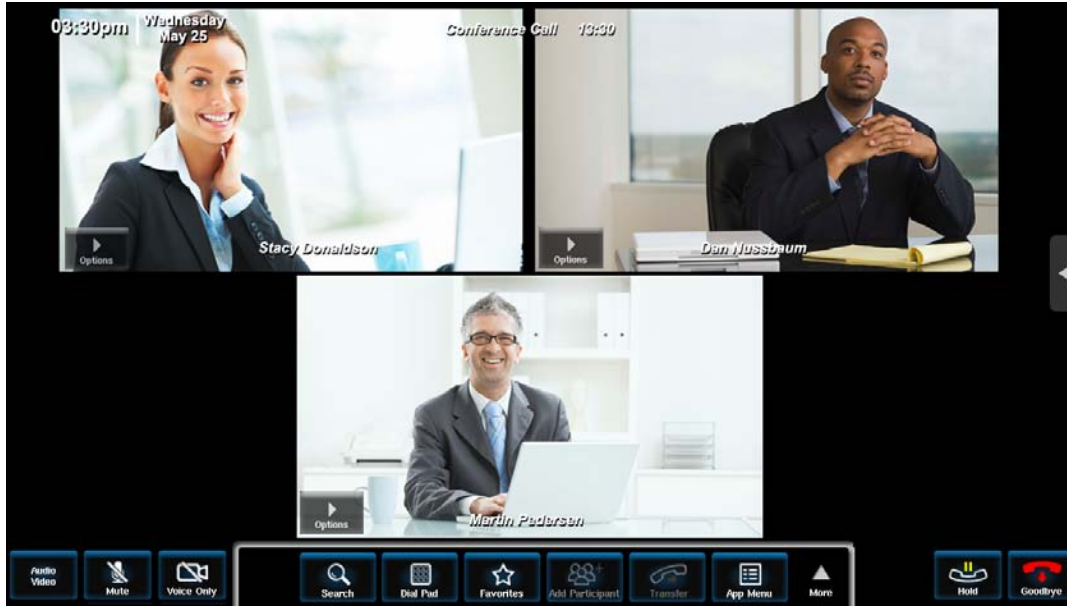 03:30pm
Wednesday
May 25
Conference Call 13:30
Options
Stacy Donaldson
Options
Dan Nussbaum
Options
Martin Pedersen
Audio
Video
Mute
Voice Only
Search
Dial Pad
Favorites
Add Participant
Transfer
App Menu
More
Hold
Goodbye